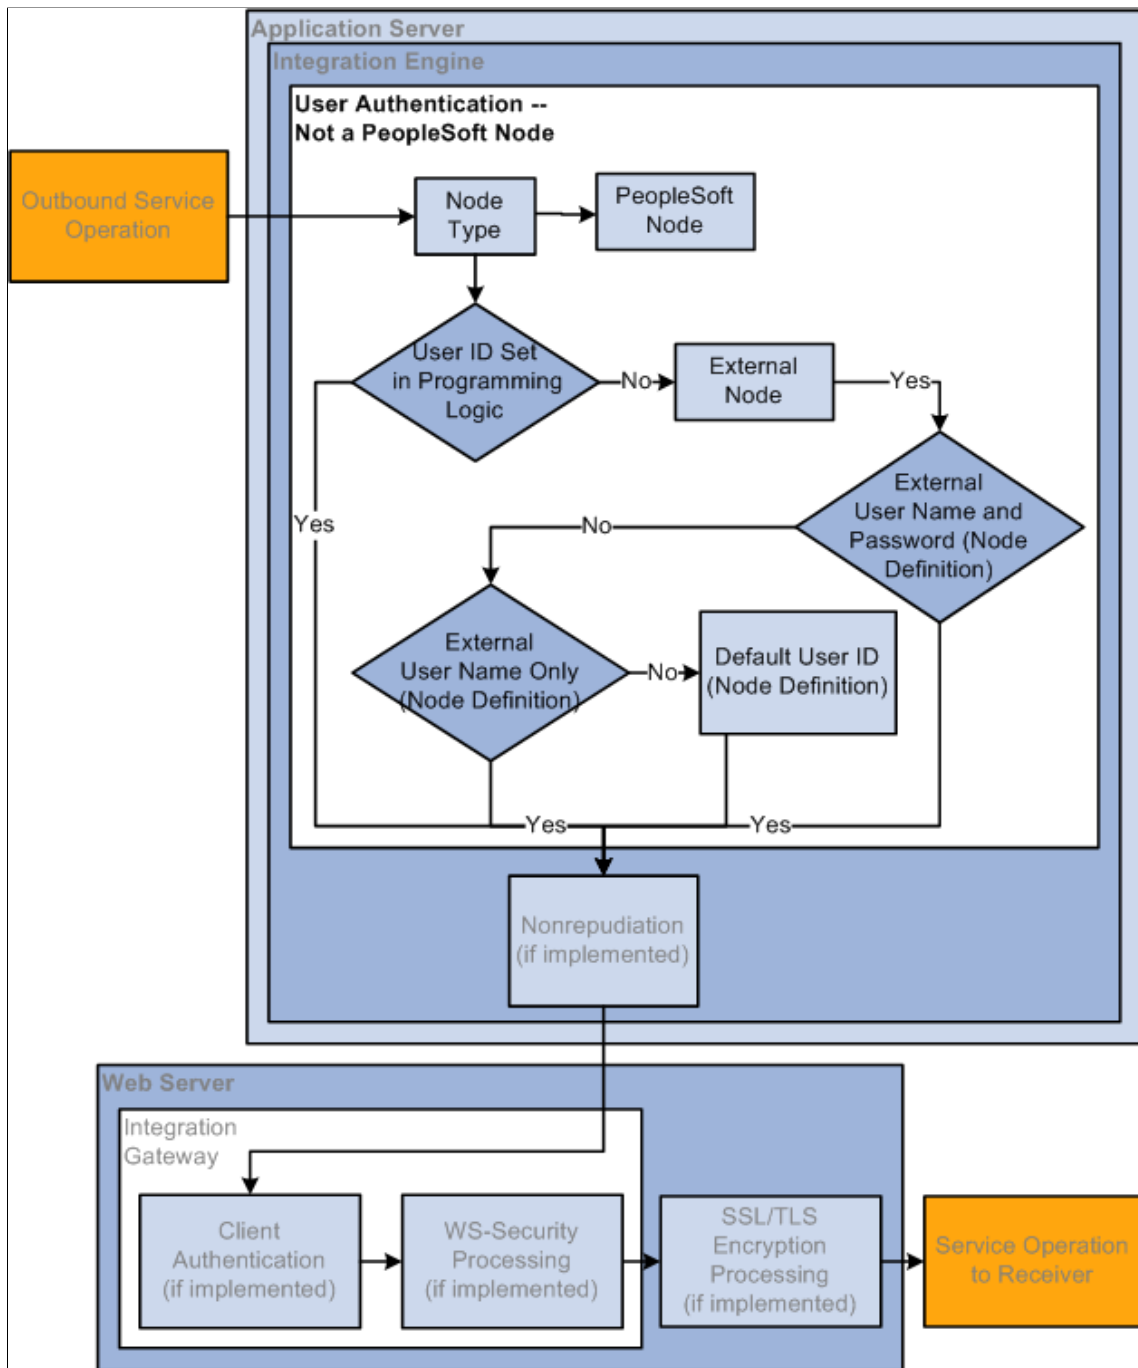 Application Server
Integration Engine
User Authentication --
Not a PeopleSoft Node
Outbound Service
Operation
Node
Type
PeopleSoft
Node
User ID Set
in Programming
Logic
No
External
Node
Yes
External
User Name and
Password (Node
Definition)
No
Yes
External
User Name Only
(Node Definition)
No
Default User ID
(Node Definition)
Yes
Yes
Nonrepudiation
(if implemented)
Web Server
Integration
Gateway
Client
Authentication
(if implemented)
WS-Security
Processing
(if implemented)
SSL/TLS
Encryption
Processing
(if implemented)
Service Operation
to Receiver